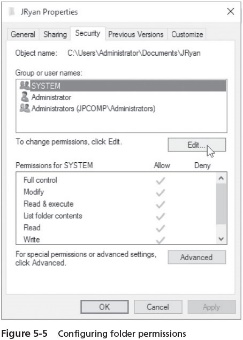 JRyan Properties
General Sharing Security Previous Versions Customize
Object name: C:\Users\Administrator\Documents\JRyan
Group or user names:
SYSTEM
Administrator
Administrators (JPCOMP\Administrators)
To change permissions, click Edit.
Edit...
Permissions for SYSTEM Allow Deny
Full control
Modify
Read & execute
List folder contents
Read
Write
For special permissions or advanced settings,
click Advanced.
Advanced
OK Cancel Apply
Figure 5-5 Configuring folder permissions